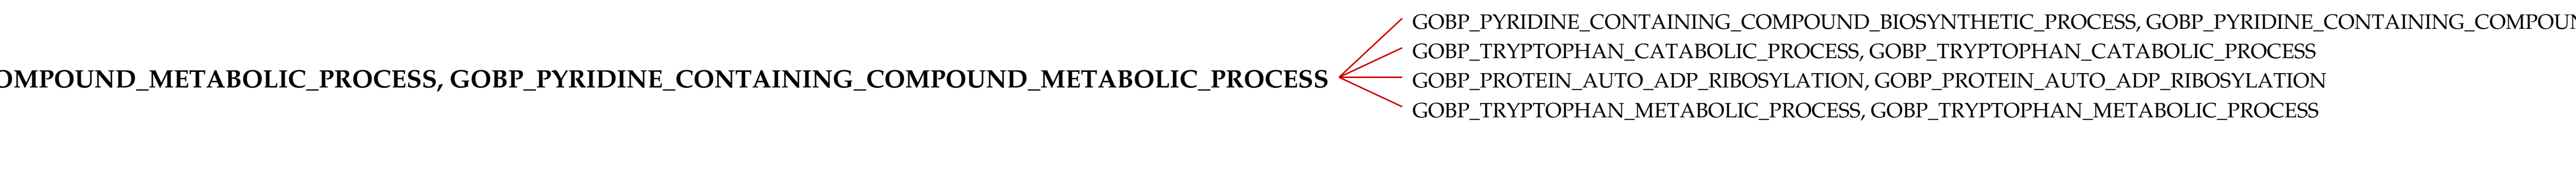 GOBP_PYRIDINE_CONTAINING_COMPOUND_BIOSYNTHETIC_PROCESS, GOBP_PYRIDINE_CONTAINING_COMPOUN
GOBP_TRYPTOPHAN_CATABOLIC_PROCESS, GOBP_TRYPTOPHAN_CATABOLIC_PROCESS
OMPOUND_METABOLIC_PROCESS, GOBP_PYRIDINE_CONTAINING_COMPOUND_METABOLIC_PROCESS
GOBP_PROTEIN_AUTO_ADP_RIBOSYLATION, GOBP_PROTEIN_AUTO_ADP_RIBOSYLATION
GOBP_TRYPTOPHAN_METABOLIC_PROCESS, GOBP_TRYPTOPHAN_METABOLIC_PROCESS